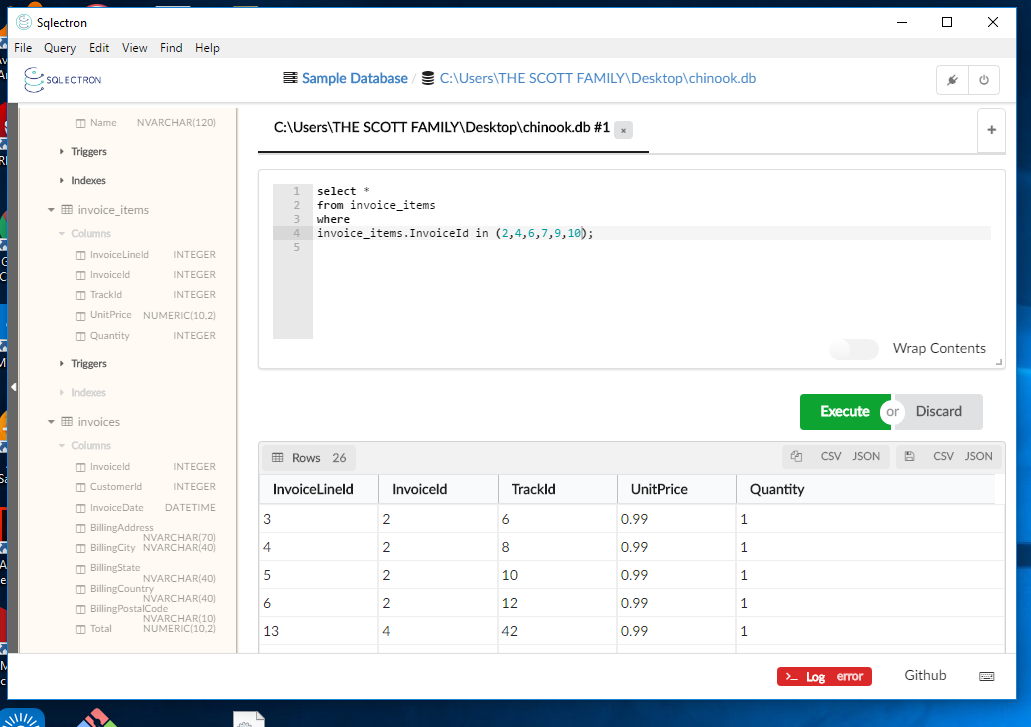 Sqlectron
File Query Edit View Find Help
SQLECTRON
Sample Database / C:\Users\THE SCOTT FAMILY\Desktop\chinook.db
Name NVARCHAR(120)
Triggers
Indexes
invoice_items
Columns
InvoiceLineId INTEGER
InvoiceId INTEGER
TrackId INTEGER
UnitPrice NUMERIC(10,2)
Quantity INTEGER
Triggers
Indexes
invoices
Columns
InvoiceId INTEGER
CustomerId INTEGER
InvoiceDate DATETIME
BillingAddress
NVARCHAR(70)
BillingCity NVARCHAR(40)
BillingState
NVARCHAR(40)
BillingCountry
NVARCHAR(40)
BillingPostalCode
NVARCHAR(10)
Total NUMERIC(10,2)
C:\Users\THE SCOTT FAMILY\Desktop\chinook.db #1 ×
+
1 select *
2 from invoice_items
3 where
4 invoice_items.InvoiceId in (2,4,6,7,9,10);
5
Wrap Contents
Execute or Discard
Rows 26 CSV JSON CSV JSON
InvoiceLineId InvoiceId TrackId UnitPrice Quantity
3 2 6 0.99 1
4 2 8 0.99 1
5 2 10 0.99 1
6 2 12 0.99 1
13 4 42 0.99 1
>_ Log error Github